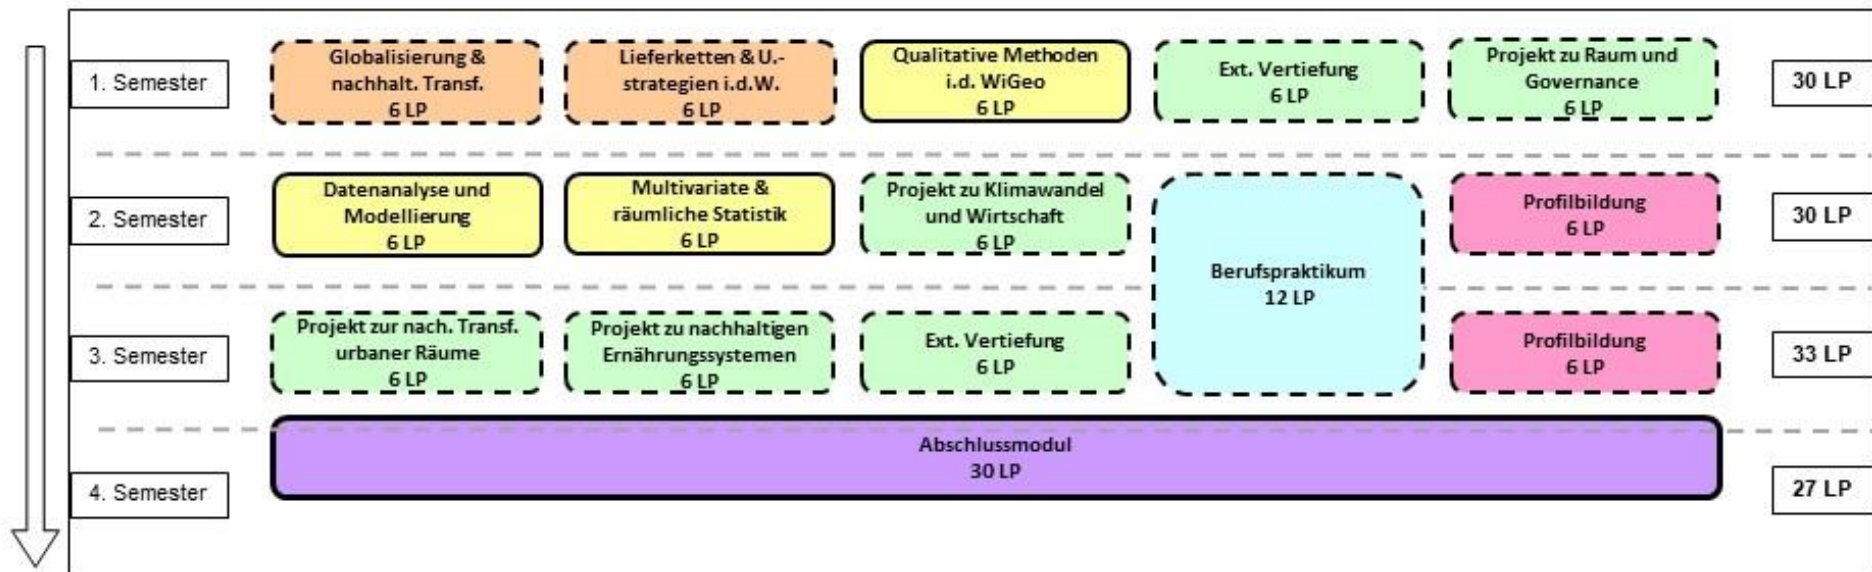 1. Semester
Globalisierung &
nachhalt. Transf.
6 LP
Lieferketten & U.-
strategien i.d.W.
6 LP
Qualitative Methoden
i.d. WiGeo
6 LP
Ext. Vertiefung
6 LP
Projekt zu Raum und
Governance
6 LP
30 LP
2. Semester
Datenanalyse und
Modellierung
6 LP
Multivariate &
räumliche Statistik
6 LP
Projekt zu Klimawandel
und Wirtschaft
6 LP
Berufspraktikum
12 LP
Profilbildung
6 LP
30 LP
3. Semester
Projekt zur nach. Transf.
urbaner Räume
6 LP
Projekt zu nachhaltigen
Ernährungssystemen
6 LP
Ext. Vertiefung
6 LP
Profilbildung
6 LP
33 LP
4. Semester
Abschlussmodul
30 LP
27 LP